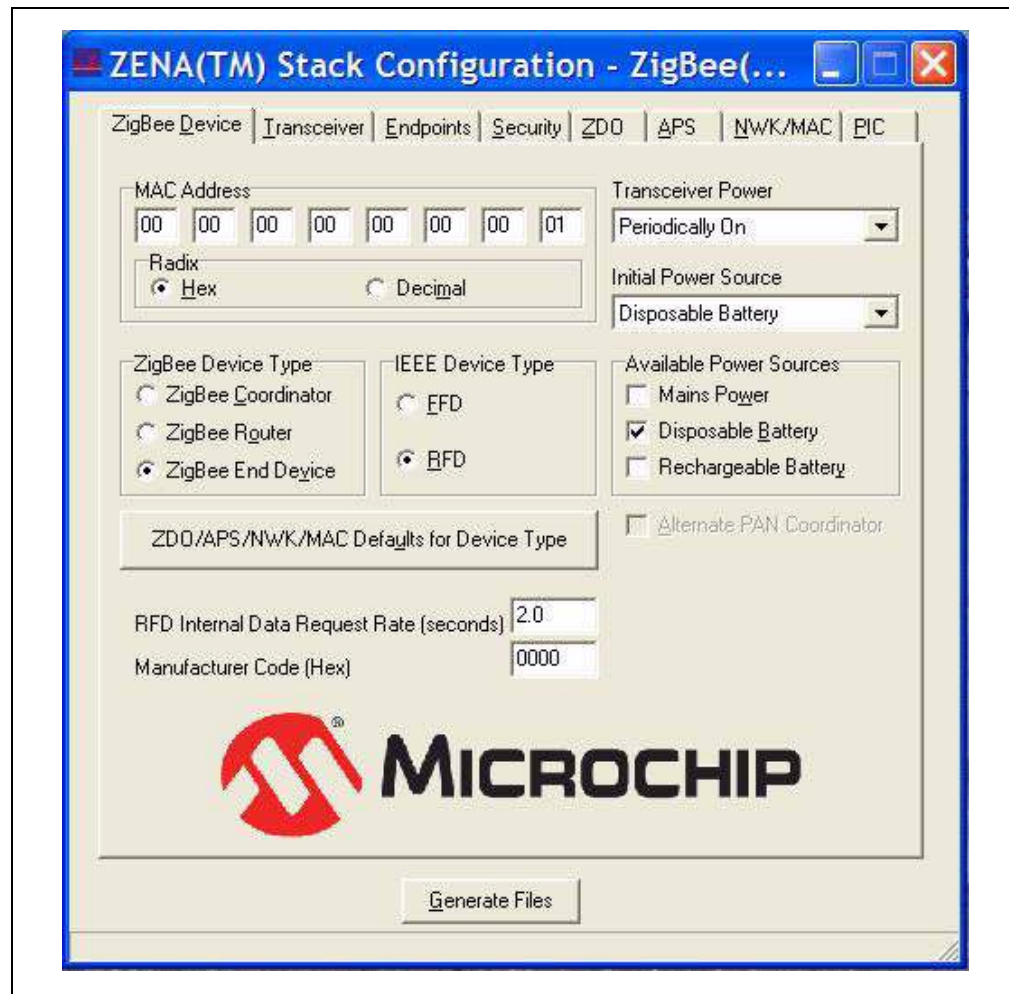 ZENA(TM) Stack Configuration - ZigBee(...
ZigBee Device Transceiver Endpoints Security ZDO APS NWK/MAC PIC
MAC Address
00 00 00 00 00 00 00 01
Radix
Hex Decimal
Transceiver Power
Periodically On
Initial Power Source
Disposable Battery
ZigBee Device Type
ZigBee Coordinator
ZigBee Router
ZigBee End Device
IEEE Device Type
FFD
RFD
Available Power Sources
Mains Power
Disposable Battery
Rechargeable Battery
ZDO/APS/NWK/MAC Defaults for Device Type
Alternate PAN Coordinator
RFD Internal Data Request Rate (seconds) 2.0
Manufacturer Code (Hex) 0000
® MICROCHIP
Generate Files